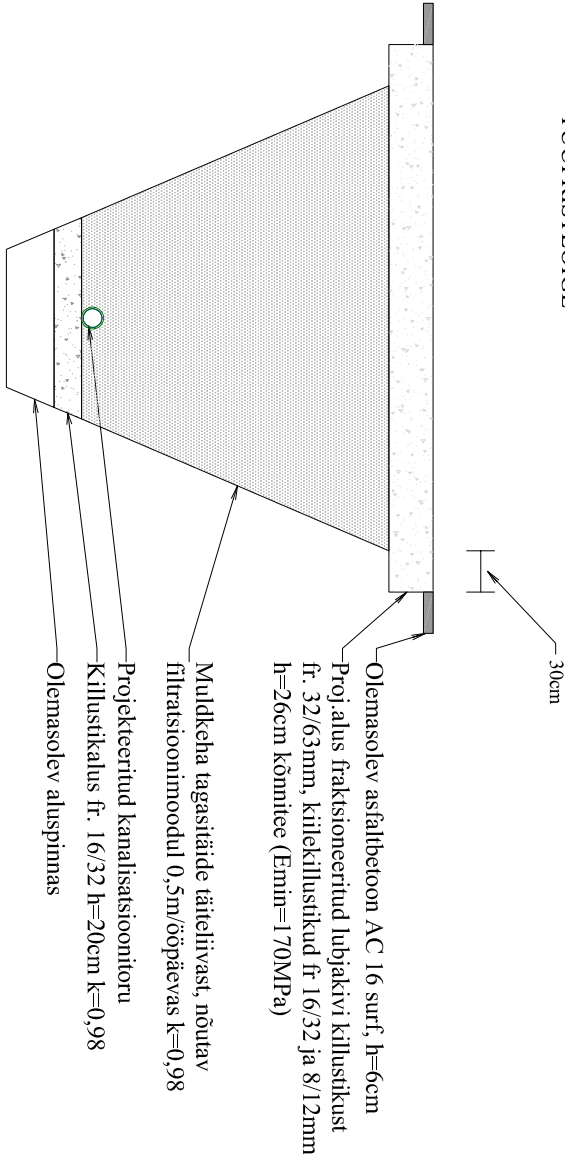 30cm
Olemasolev asfaltbetoon AC 16 surf, h=6cm
Proj.alus fraktsioneeritud lubjakivi killustikust
fr. 32/63mm, kiilekillustikud fr 16/32 ja 8/12mm
h=26cm kõnnitee (Emin=170MPa)
Muldkeha tagasitäide täiteliivast, nõutav
filtratsioonimoodul 0,5m/ööpäevas k=0,98
Projekteeritud kanalisatsioonitoru
Killustikalus fr. 16/32 h=20cm k=0,98
Olemasolev aluspinnas